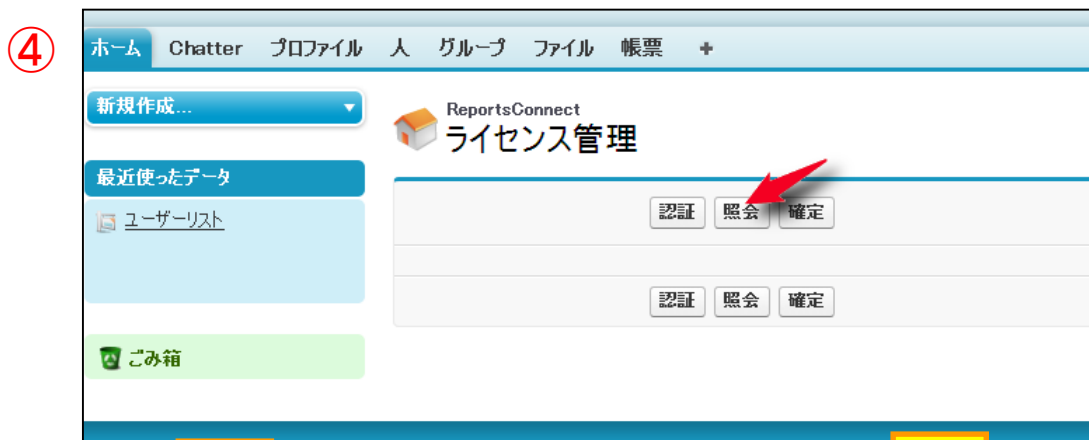 ④
ホーム Chatter プロファイル 人 グループ ファイル 帳票 +
新規作成...
ReportsConnect
ライセンス管理
最近使ったデータ
ユーザーリスト
認証 照会 確定
認証 照会 確定
ごみ箱